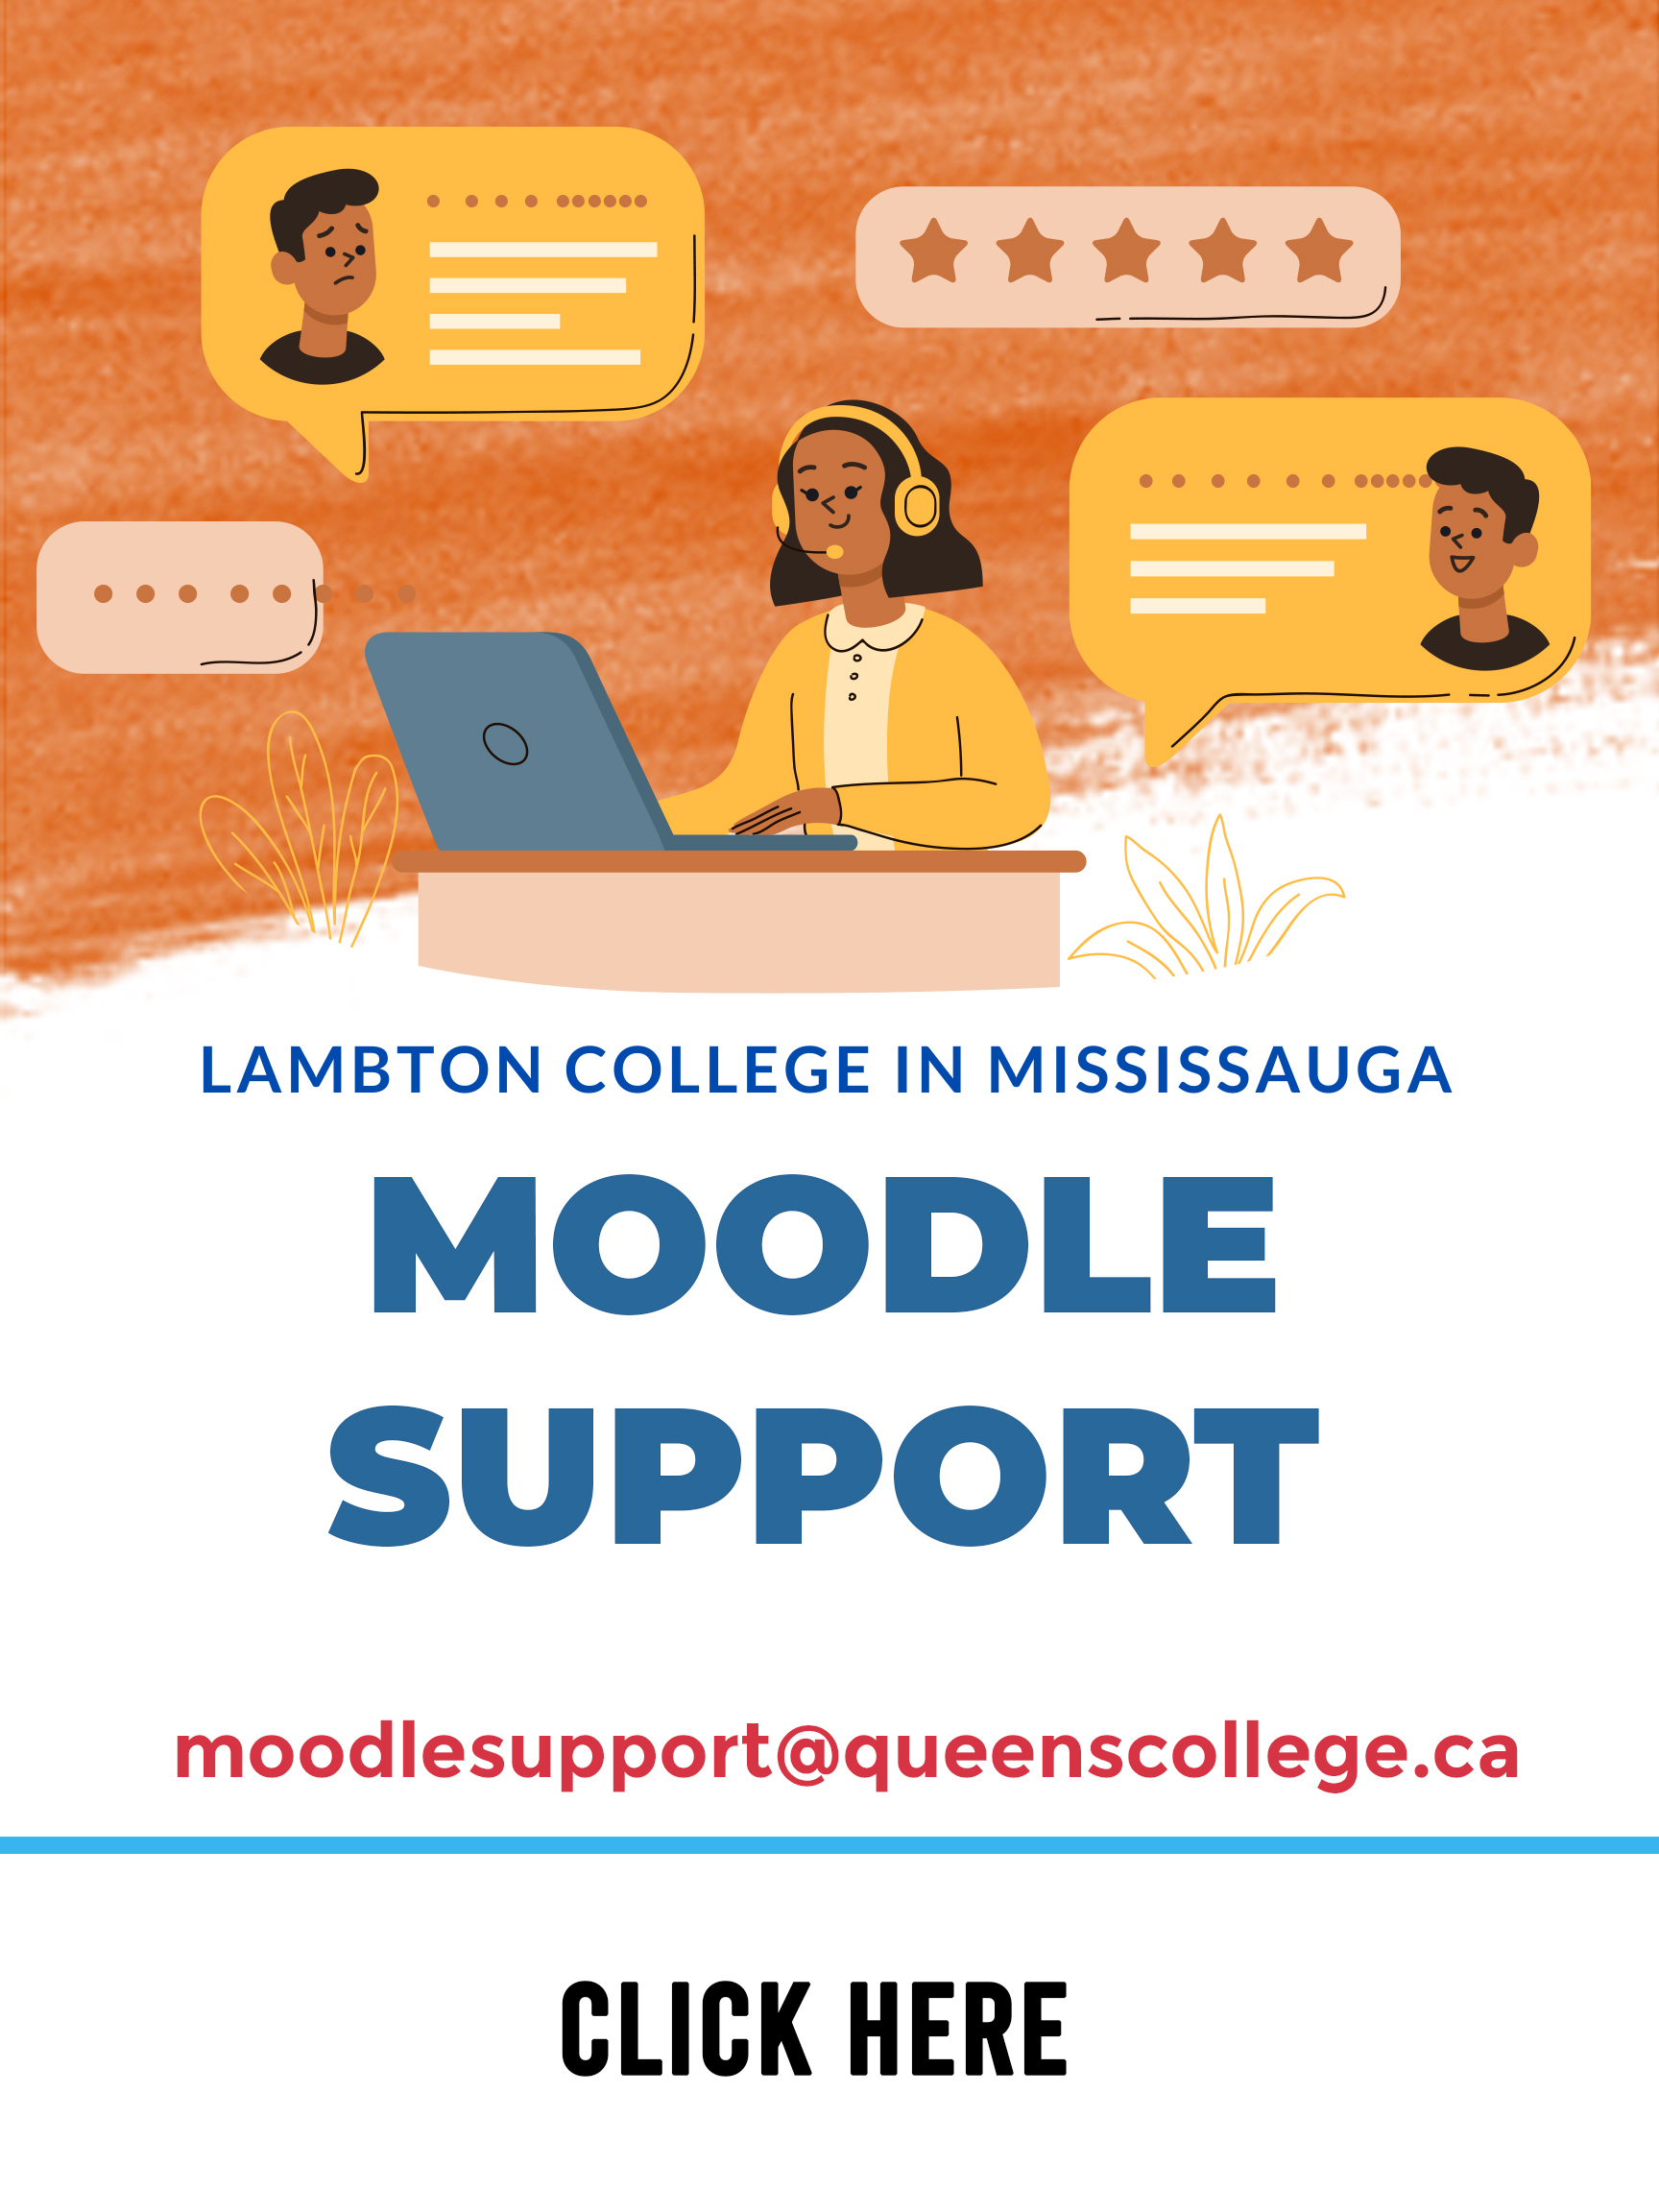 LAMBTON COLLEGE IN MISSISSAUGA
MOODLE
SUPPORT
moodlesupport@queenscollege.ca
CLICK HERE